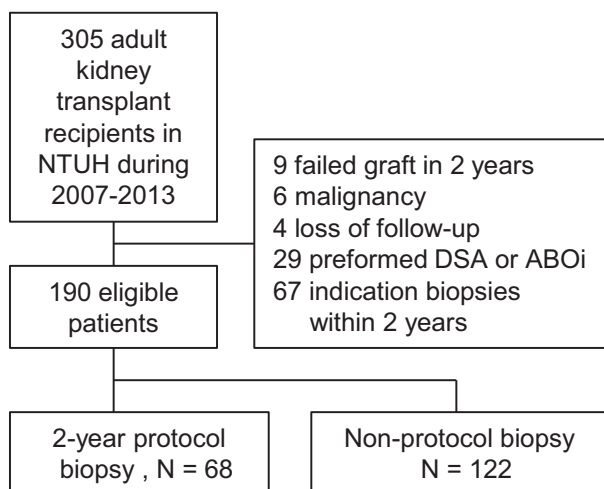 305 adult
kidney
transplant
recipients in
NTUH during
2007-2013
9 failed graft in 2 years
6 malignancy
4 loss of follow-up
29 preformed DSA or ABOi
67 indication biopsies
within 2 years
190 eligible
patients
2-year protocol
biopsy , N = 68
Non-protocol biopsy
N = 122